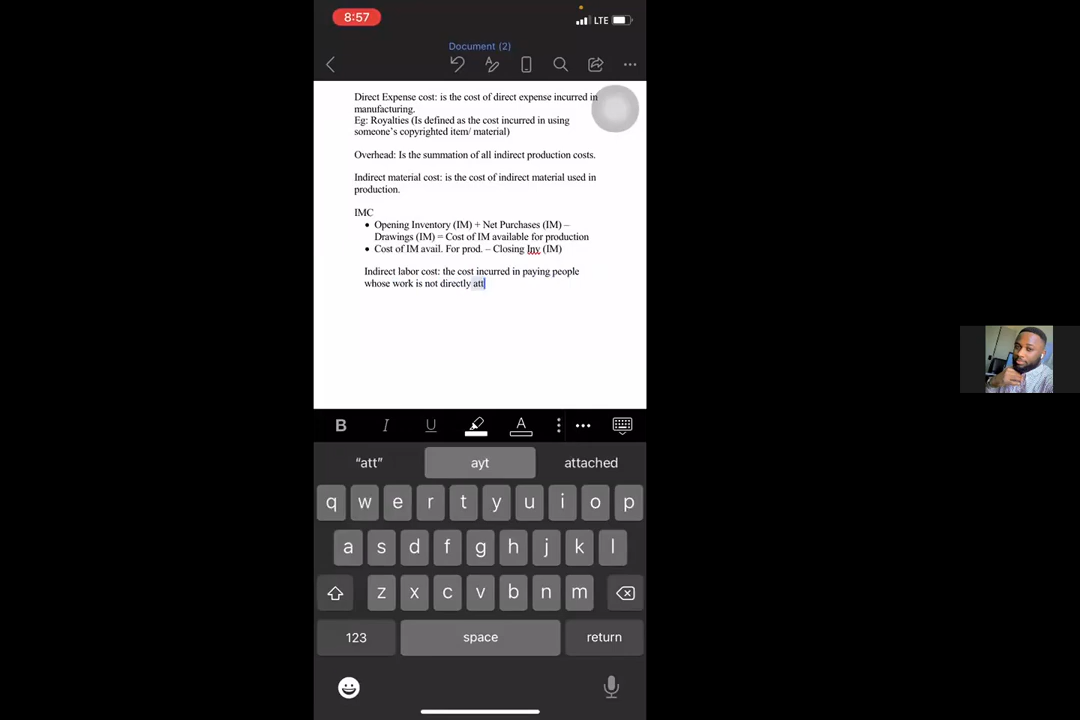 8:57
LTE
Document (2)
Direct Expense cost: is the cost of direct expense incurred in
manufacturing.
Eg: Royalties (Is defined as the cost incurred in using
someone's copyrighted item/ material)
Overhead: Is the summation of all indirect production costs.
Indirect material cost: is the cost of indirect material used in
production.
IMC
• Opening Inventory (IM) + Net Purchases (IM) –
Drawings (IM) = Cost of IM available for production
• Cost of IM avail. For prod. – Closing Inv (IM)
Indirect labor cost: the cost incurred in paying people
whose work is not directly att
B I U A
“att” ayt attached
q w e r t y u i o p
a s d f g h j k l
z x c v b n m
123 space return